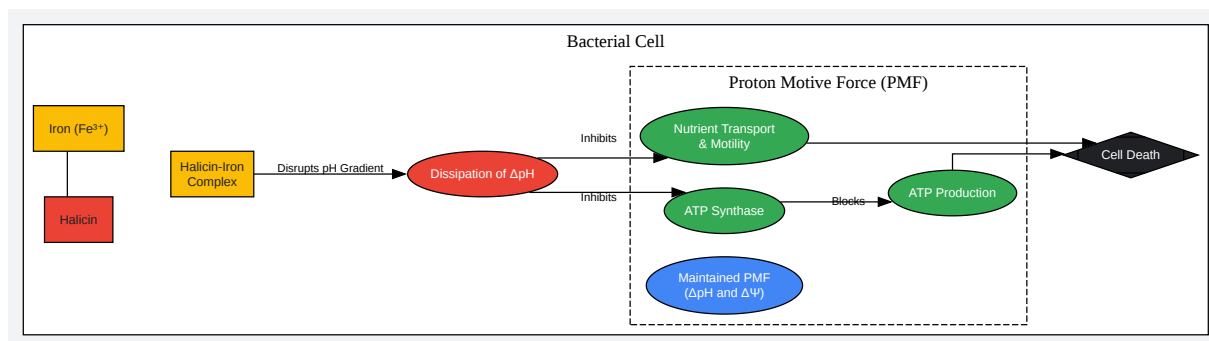 Bacterial Cell
Proton Motive Force (PMF)
Iron (Fe³⁺)
Halicin
Halicin-Iron
Complex
Disrupts pH Gradient
Dissipation of ΔpH
Inhibits
Inhibits
Nutrient Transport
& Motility
ATP Synthase
Blocks
ATP Production
Maintained PMF
(ΔpH and ΔΨ)
Cell Death